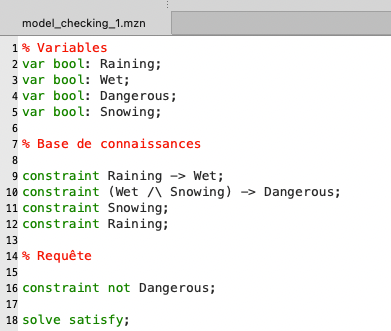 model_checking_1.mzn
1 % Variables
2 var bool: Raining;
3 var bool: Wet;
4 var bool: Dangerous;
5 var bool: Snowing;
6
7 % Base de connaissances
8
9 constraint Raining -> Wet;
10 constraint (Wet /\ Snowing) -> Dangerous;
11 constraint Snowing;
12 constraint Raining;
13
14 % Requête
15
16 constraint not Dangerous;
17
18 solve satisfy;